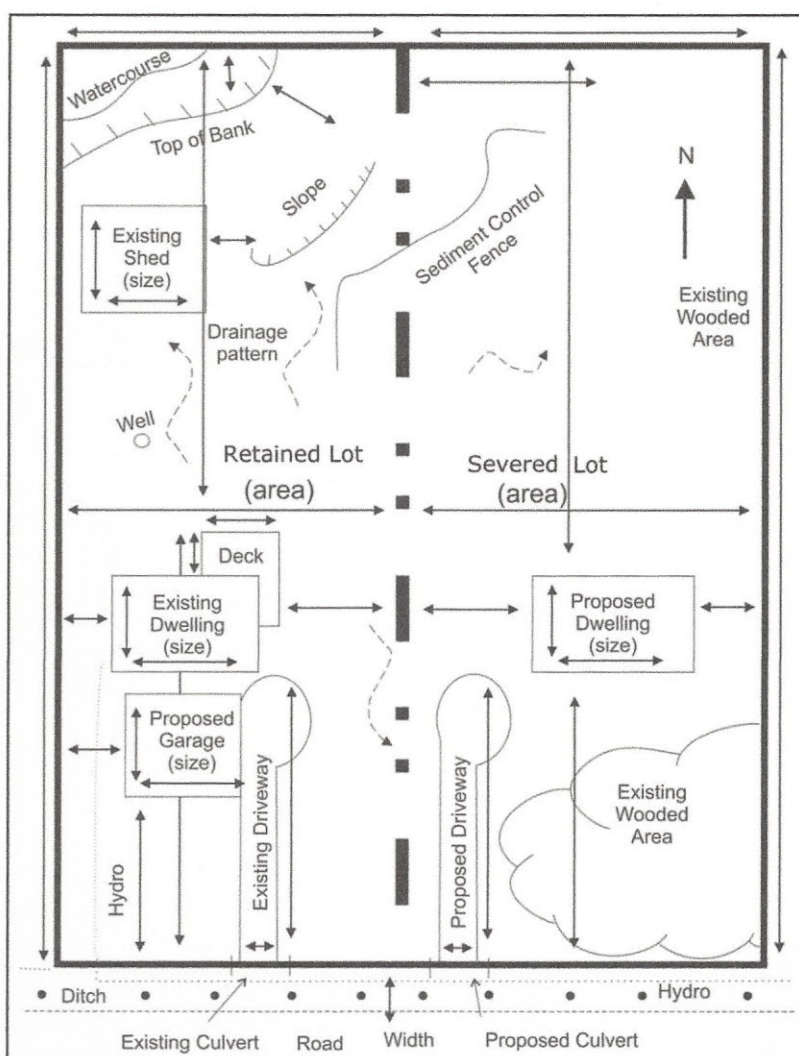 Watercourse
Top of Bank
Slope
Existing
Shed
(size)
Sediment Control
Fence
N
Existing
Wooded
Area
Drainage
pattern
Well
Retained Lot
(area)
Severed Lot
(area)
Deck
Existing
Dwelling
(size)
Proposed
Dwelling
(size)
Proposed
Garage
(size)
Existing Driveway
Proposed Driveway
Existing
Wooded
Area
Hydro
Ditch
Hydro
Existing Culvert
Road
Width
Proposed Culvert